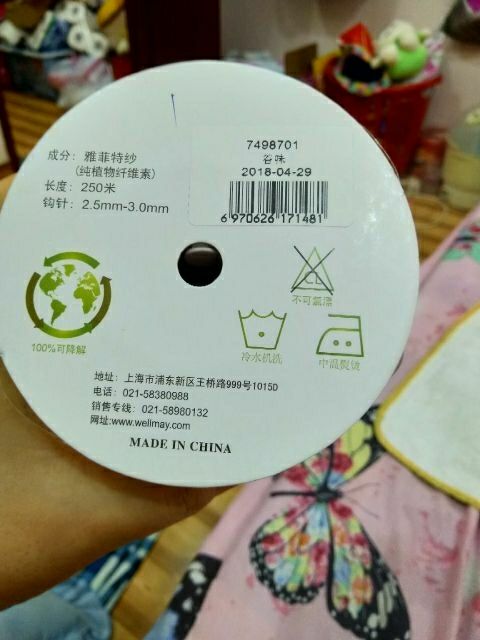 成分：雅菲特纱
（纯植物纤维素）
长度：250米
钩针：2.5mm-3.0mm
7498701
谷味
2018-04-29
6 970626 171481
CL
不可氯漂
冷水机洗
中温熨烫
100%可降解
地址：上海市浦东新区王桥路999号1015D
电话：021-58380988
销售专线：021-58980132
网址:www.wellmay.com
MADE IN CHINA